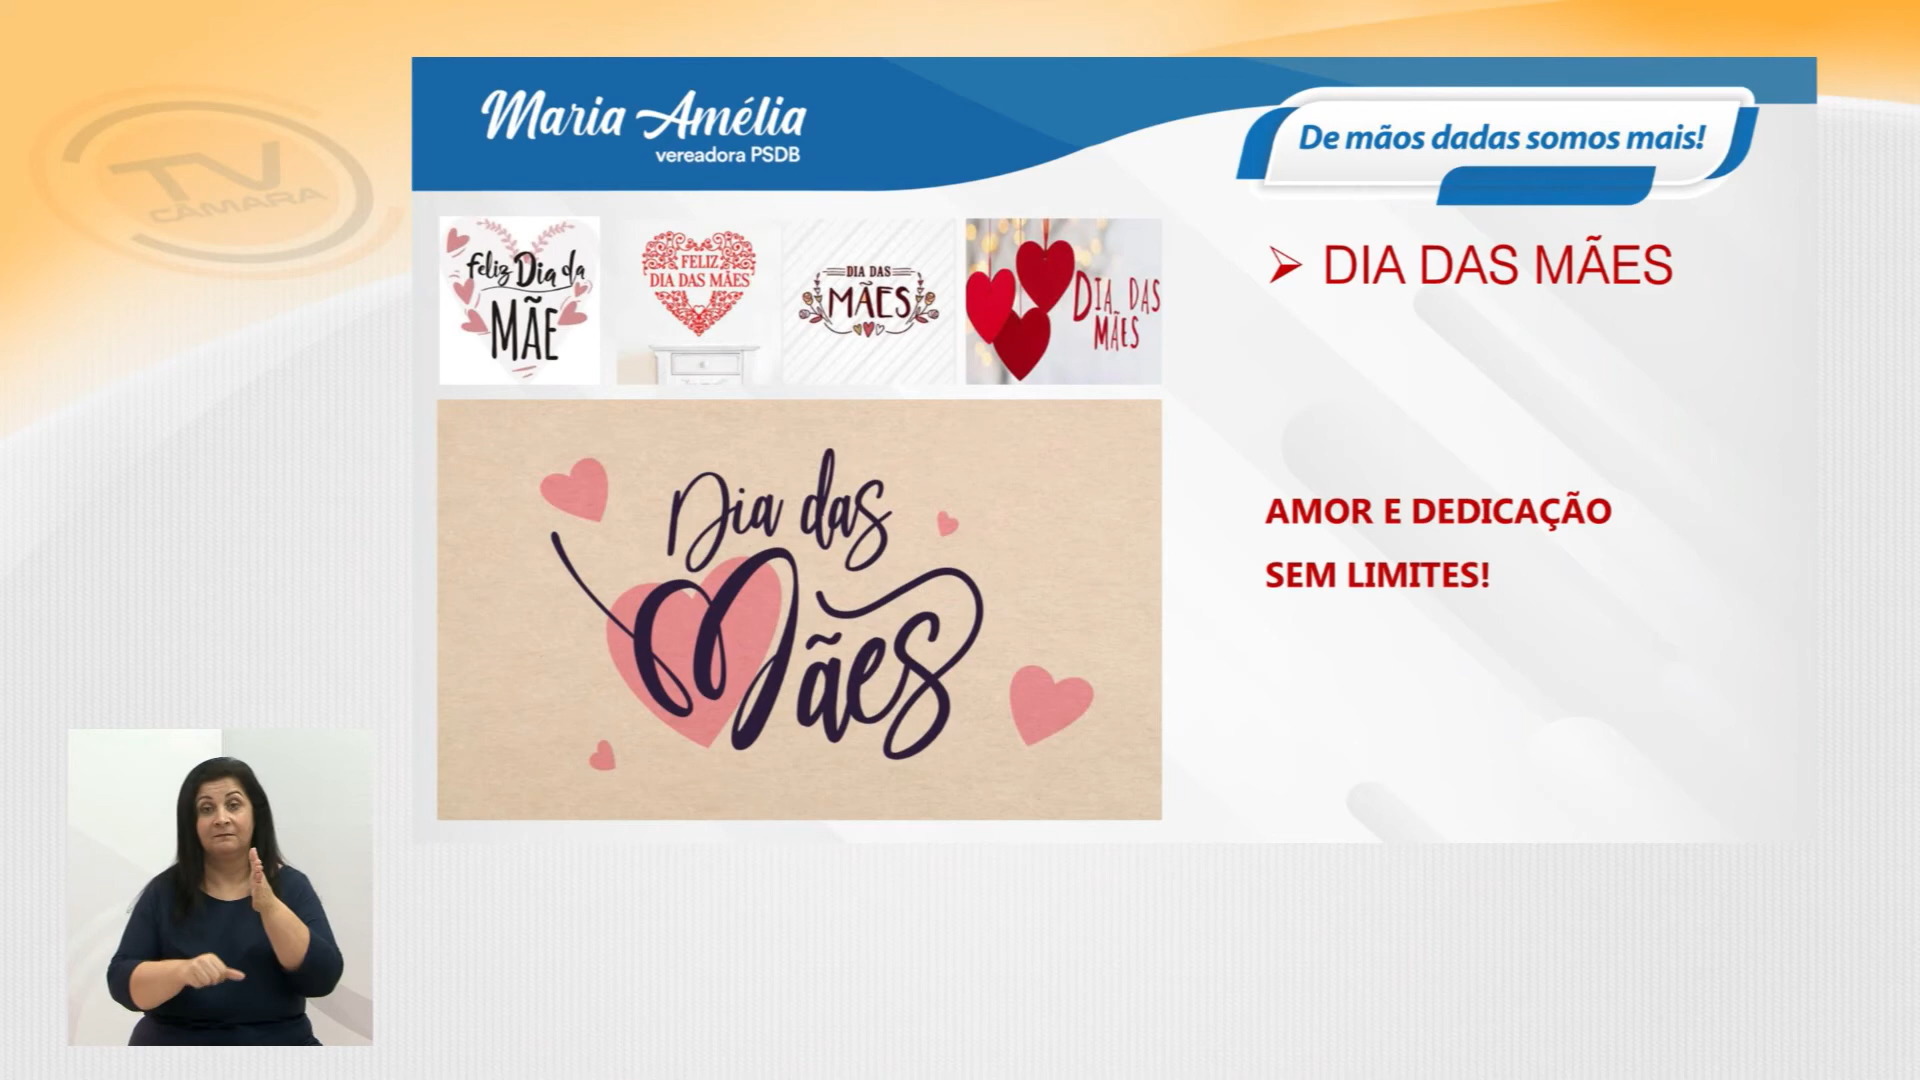 TV
CÂMARA
Maria Amélia
vereadora PSDB
De mãos dadas somos mais!
feliz Dia da
MÃE
FELIZ
DIA DAS MÃES
DIA DAS
MÃES
DIA DAS
MÃES
➢ DIA DAS MÃES
Dia das
Mães
AMOR E DEDICAÇÃO
SEM LIMITES!